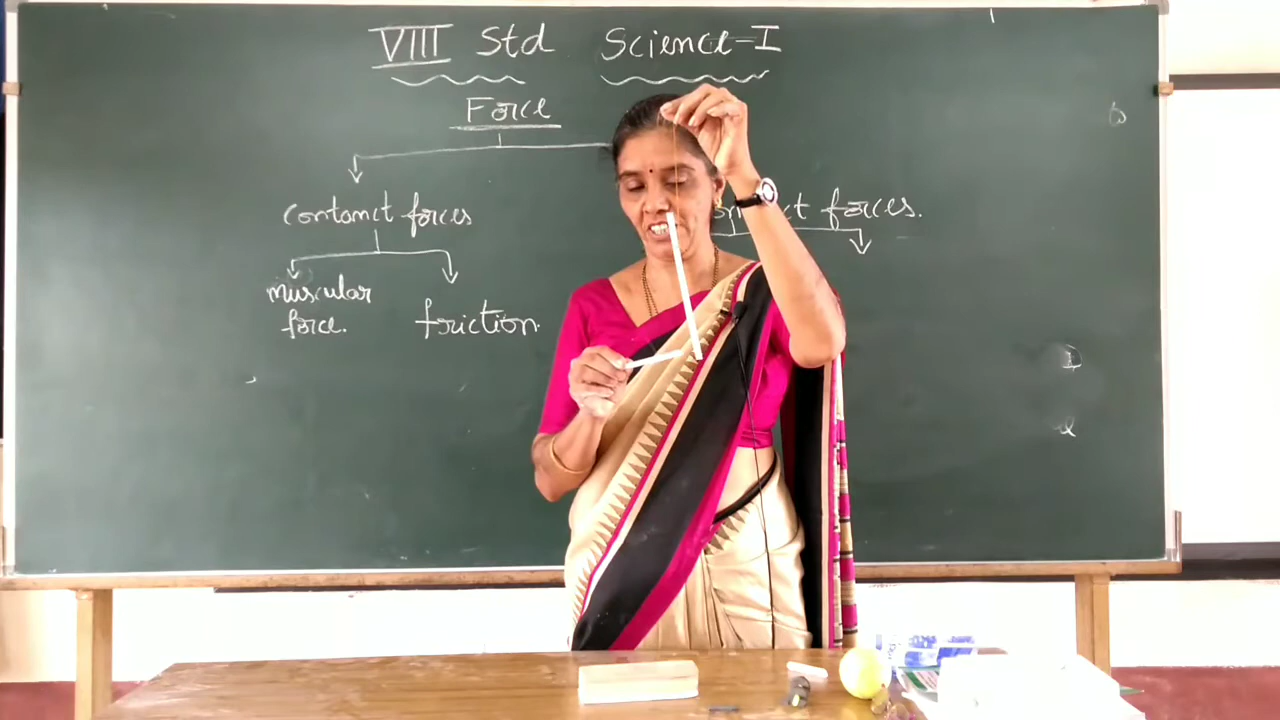 VIII Std Science-I
Force
contact forces
forces.
muscular
force.
friction.